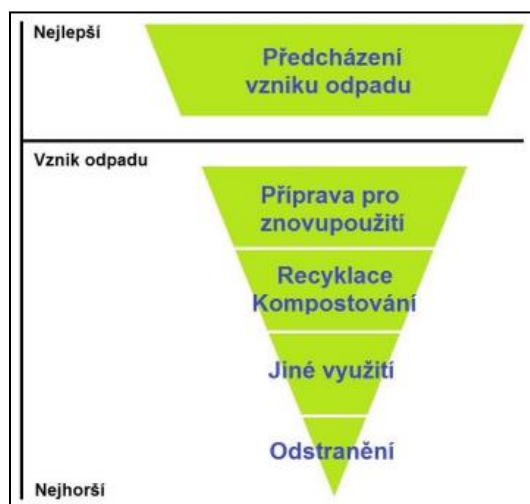 Nejlepší
Předcházení
vzniku odpadu
Vznik odpadu
Příprava pro
znovupoužití
Recyklace
Kompostování
Jiné využití
Odstranění
Nejhorší